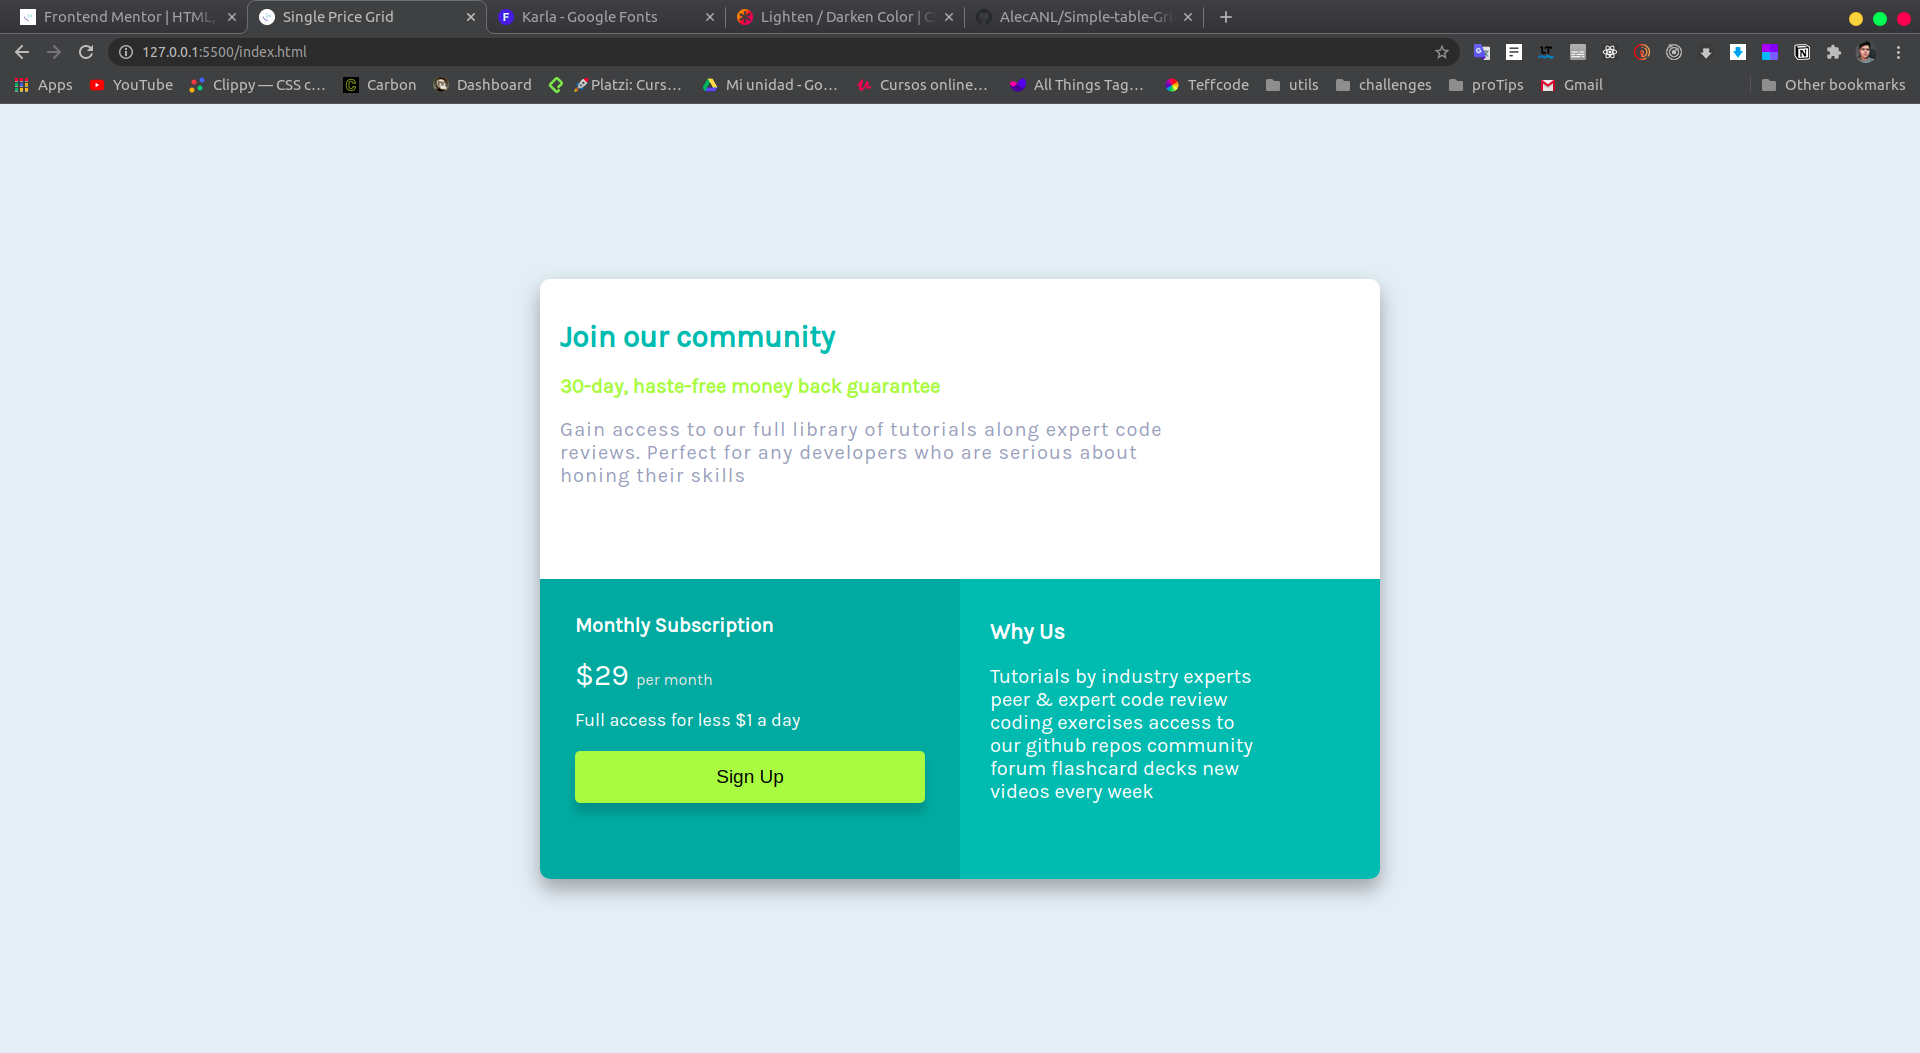 Frontend Mentor | HTML,
Single Price Grid
Karla - Google Fonts
Lighten / Darken Color | C
AlecANL/Simple-table-Gri
127.0.0.1:5500/index.html
Apps
YouTube
Clippy — CSS c...
Carbon
Dashboard
Platzi: Curs...
Mi unidad - Go...
Cursos online...
All Things Tag...
Teffcode
utils
challenges
proTips
Gmail
Other bookmarks
Join our community
30-day, haste-free money back guarantee
Gain access to our full library of tutorials along expert code
reviews. Perfect for any developers who are serious about
honing their skills
Monthly Subscription
$29 per month
Full access for less $1 a day
Sign Up
Why Us
Tutorials by industry experts
peer & expert code review
coding exercises access to
our github repos community
forum flashcard decks new
videos every week